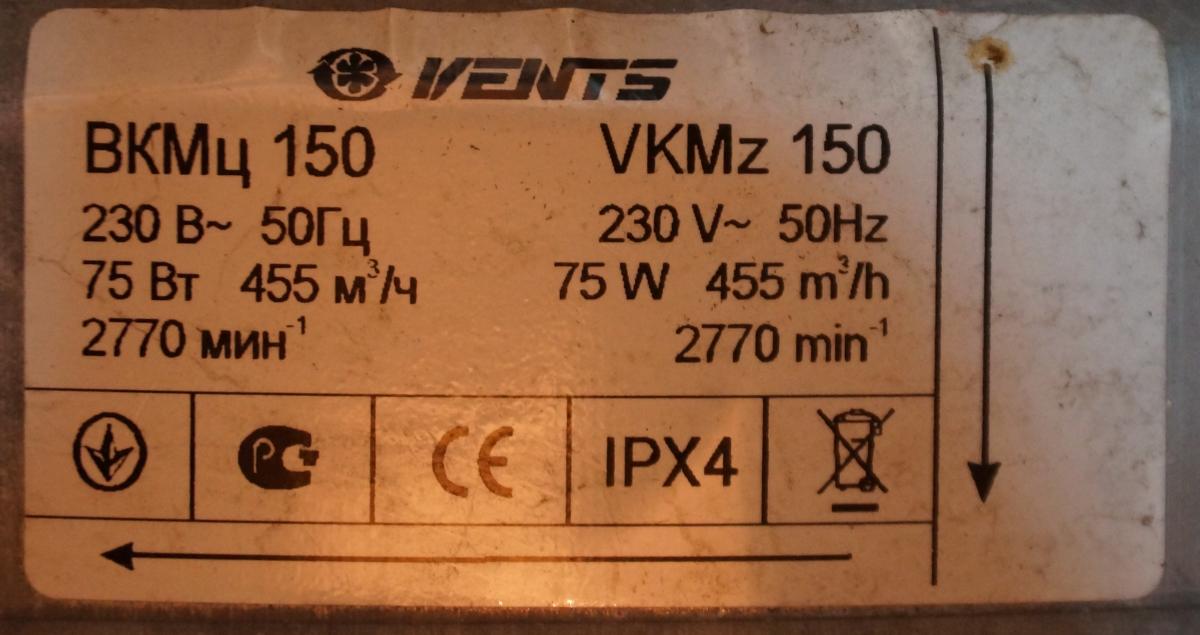 VENTS
ВКМц 150 VKMz 150
230 В~ 50Гц 230 V~ 50Hz
75 Вт 455 м³/ч 75 W 455 m³/h
2770 мин⁻¹ 2770 min⁻¹
РС CE IPX4